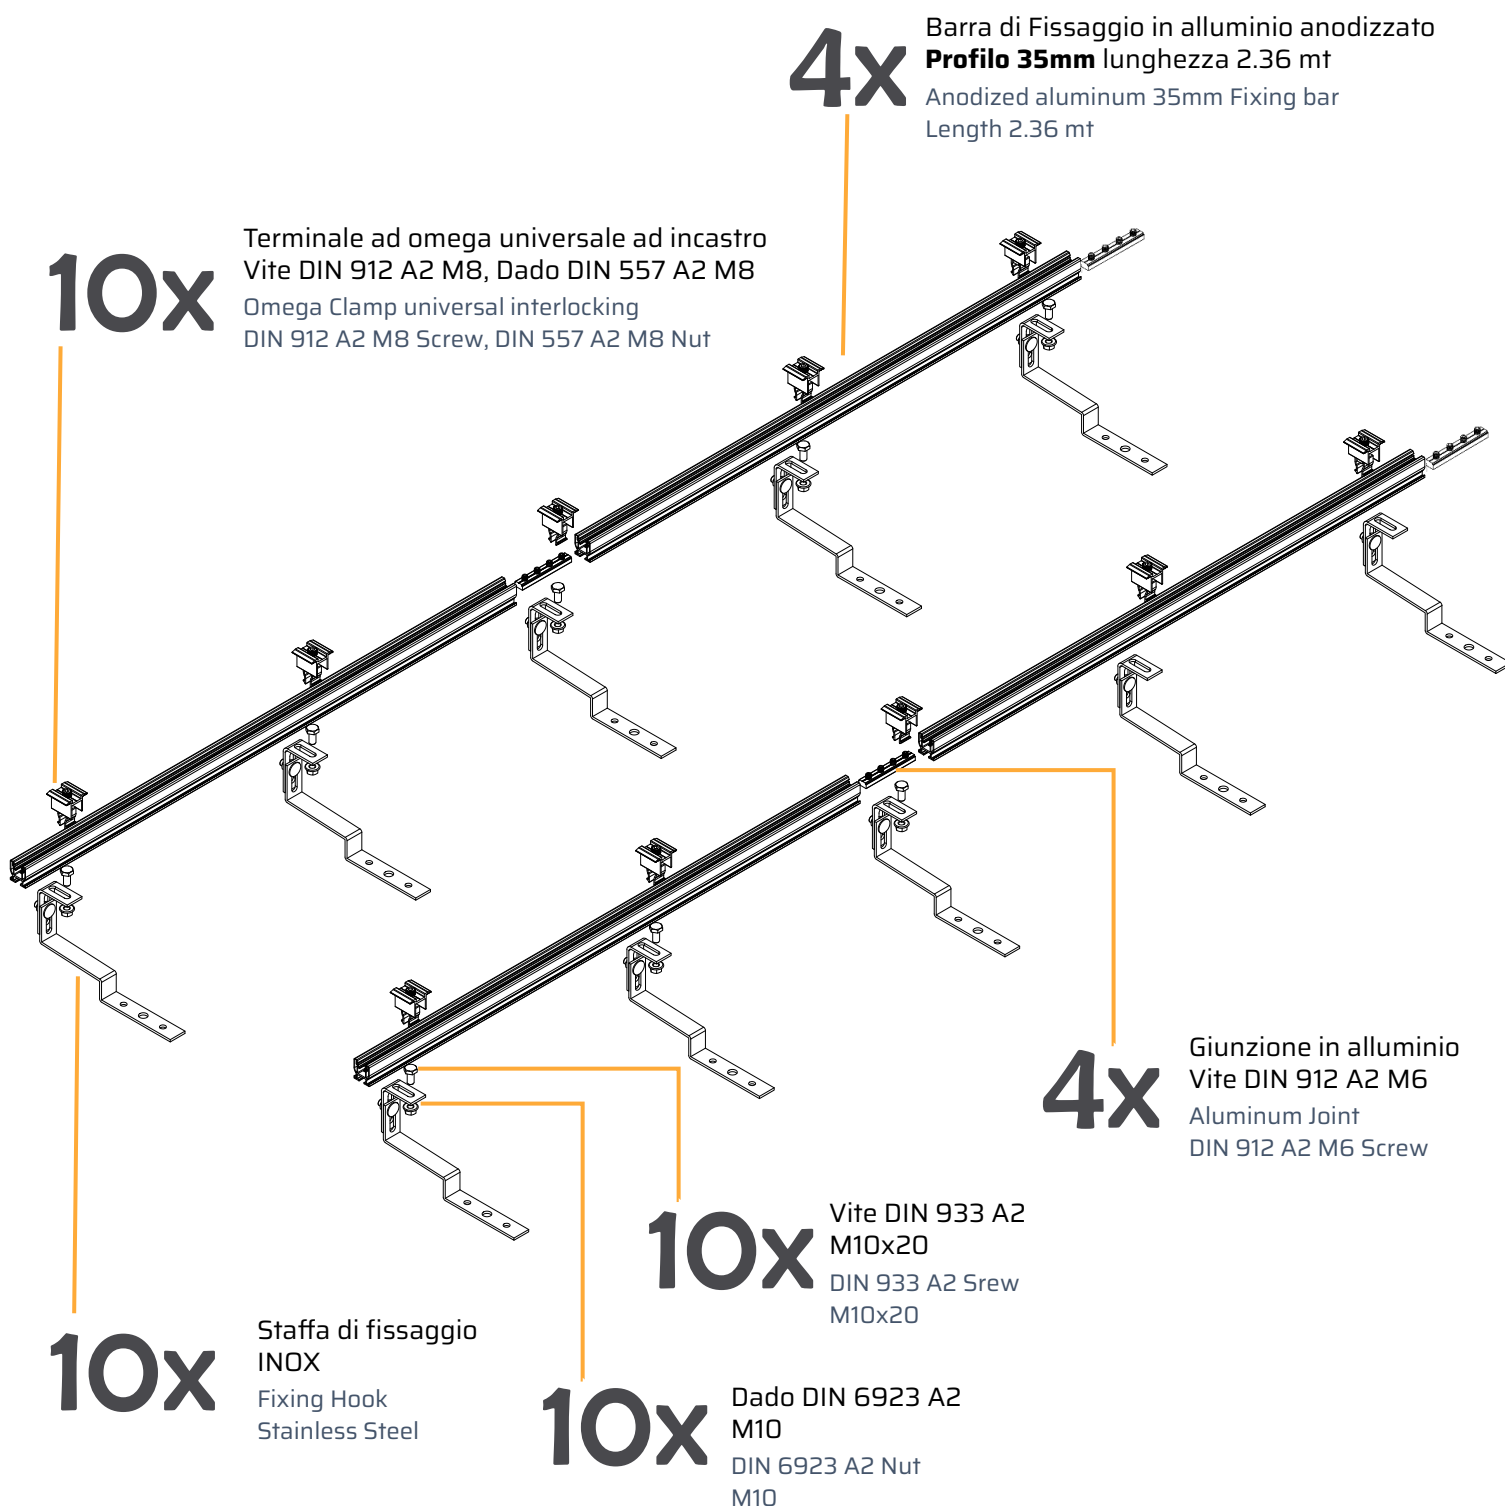 4x
Barra di Fissaggio in alluminio anodizzato
Profilo 35mm lunghezza 2.36 mt
Anodized aluminum 35mm Fixing bar
Length 2.36 mt
10x
Terminale ad omega universale ad incastro
Vite DIN 912 A2 M8, Dado DIN 557 A2 M8
Omega Clamp universal interlocking
DIN 912 A2 M8 Screw, DIN 557 A2 M8 Nut
4x
Giunzione in alluminio
Vite DIN 912 A2 M6
Aluminum Joint
DIN 912 A2 M6 Screw
10x
Vite DIN 933 A2
M10x20
DIN 933 A2 Srew
M10x20
10x
Staffa di fissaggio
INOX
Fixing Hook
Stainless Steel
10x
Dado DIN 6923 A2
M10
DIN 6923 A2 Nut
M10